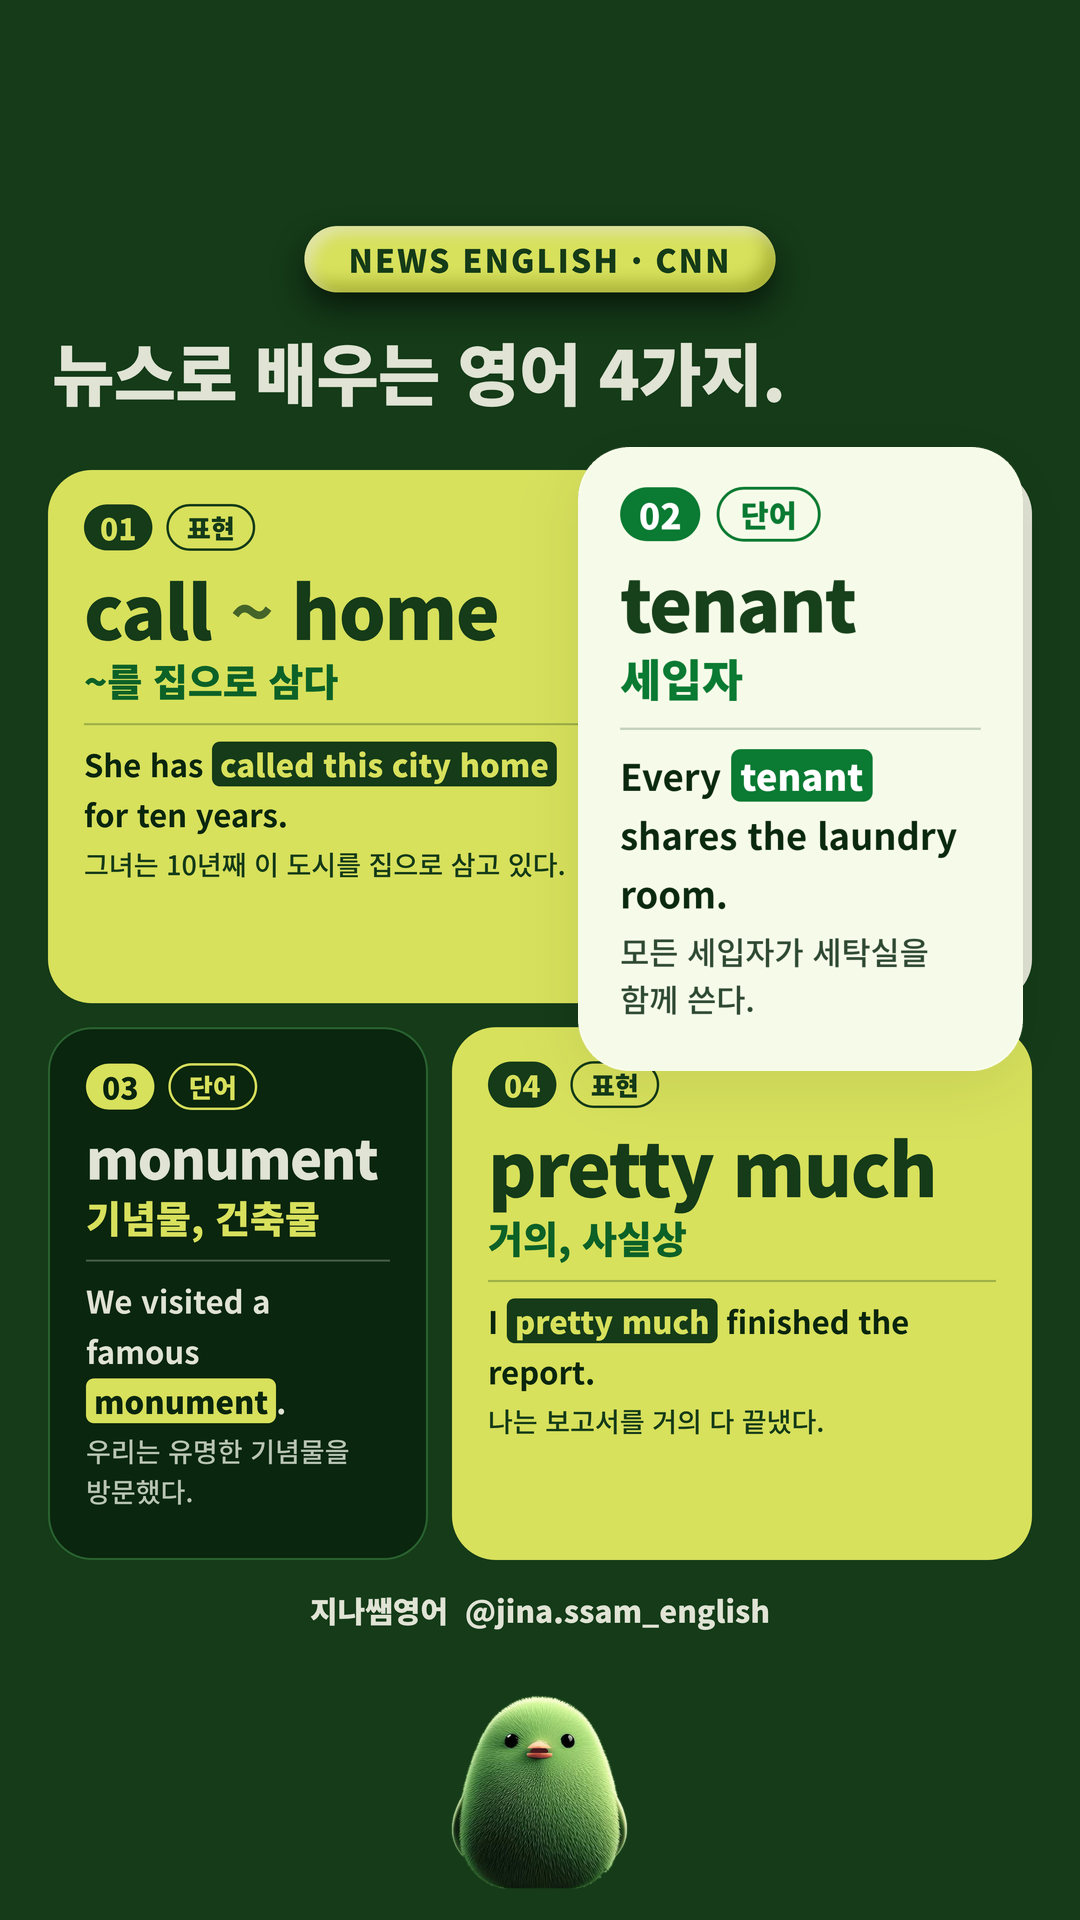 NEWS ENGLISH · CNN
뉴스로 배우는 영어 4가지.
01 표현
call ~ home
~를 집으로 삼다
She has called this city home
for ten years.
그녀는 10년째 이 도시를 집으로 삼고 있다.
02 단어
tenant
세입자
Every tenant
shares the laundry
room.
모든 세입자가 세탁실을
함께 쓴다.
03 단어
monument
기념물, 건축물
We visited a
famous
monument.
우리는 유명한 기념물을
방문했다.
04 표현
pretty much
거의, 사실상
I pretty much finished the
report.
나는 보고서를 거의 다 끝냈다.
지나쌤영어 @jina.ssam_english